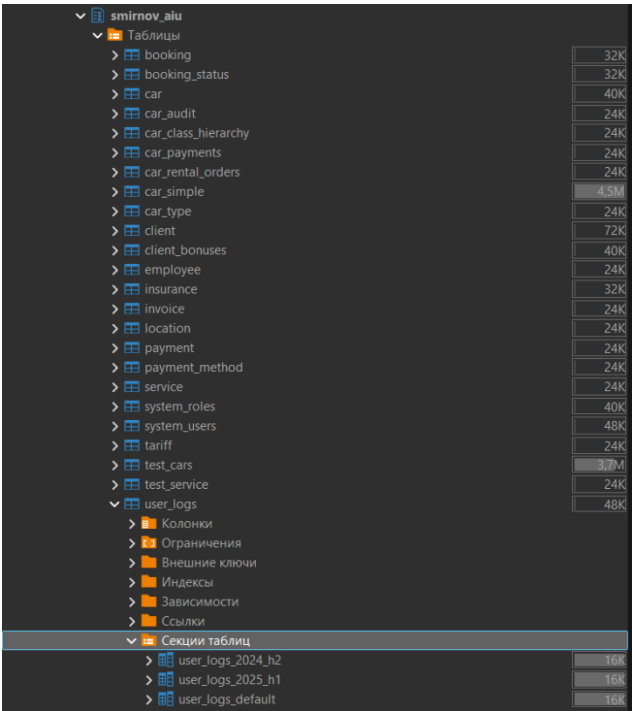 smirnov_aiu
Таблицы
booking 32K
booking_status 32K
car 40K
car_audit 24K
car_class_hierarchy 24K
car_payments 24K
car_rental_orders 24K
car_simple 4,5M
car_type 24K
client 72K
client_bonuses 40K
employee 24K
insurance 32K
invoice 24K
location 24K
payment 24K
payment_method 24K
service 24K
system_roles 40K
system_users 48K
tariff 24K
test_cars 3,7M
test_service 24K
user_logs 48K
Колонки
Ограничения
Внешние ключи
Индексы
Зависимости
Ссылки
Секции таблиц
user_logs_2024_h2 16K
user_logs_2025_h1 16K
user_logs_default 16K